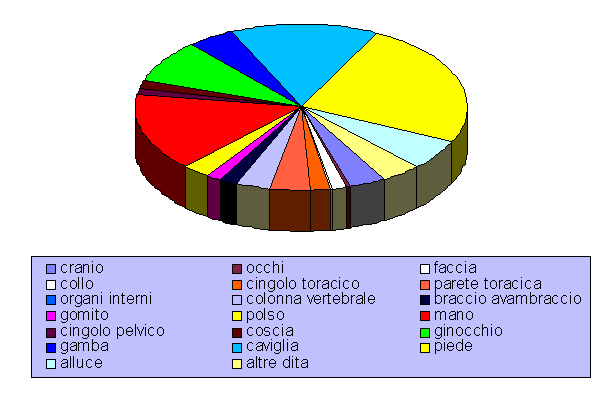 cranio occhi faccia
collo cingolo toracico parete toracica
organi interni colonna vertebrale braccio avambraccio
gomito polso mano
cingolo pelvico coscia ginocchio
gamba caviglia piede
alluce altre dita